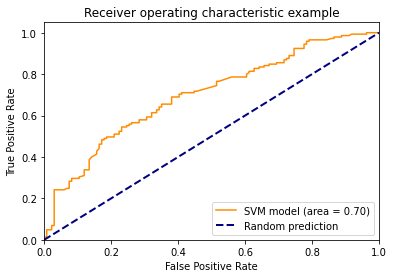 Receiver operating characteristic example
1.0
0.8
0.6
0.4
0.2
0.0
True Positive Rate
SVM model (area = 0.70)
Random prediction
0.0 0.2 0.4 0.6 0.8 1.0
False Positive Rate